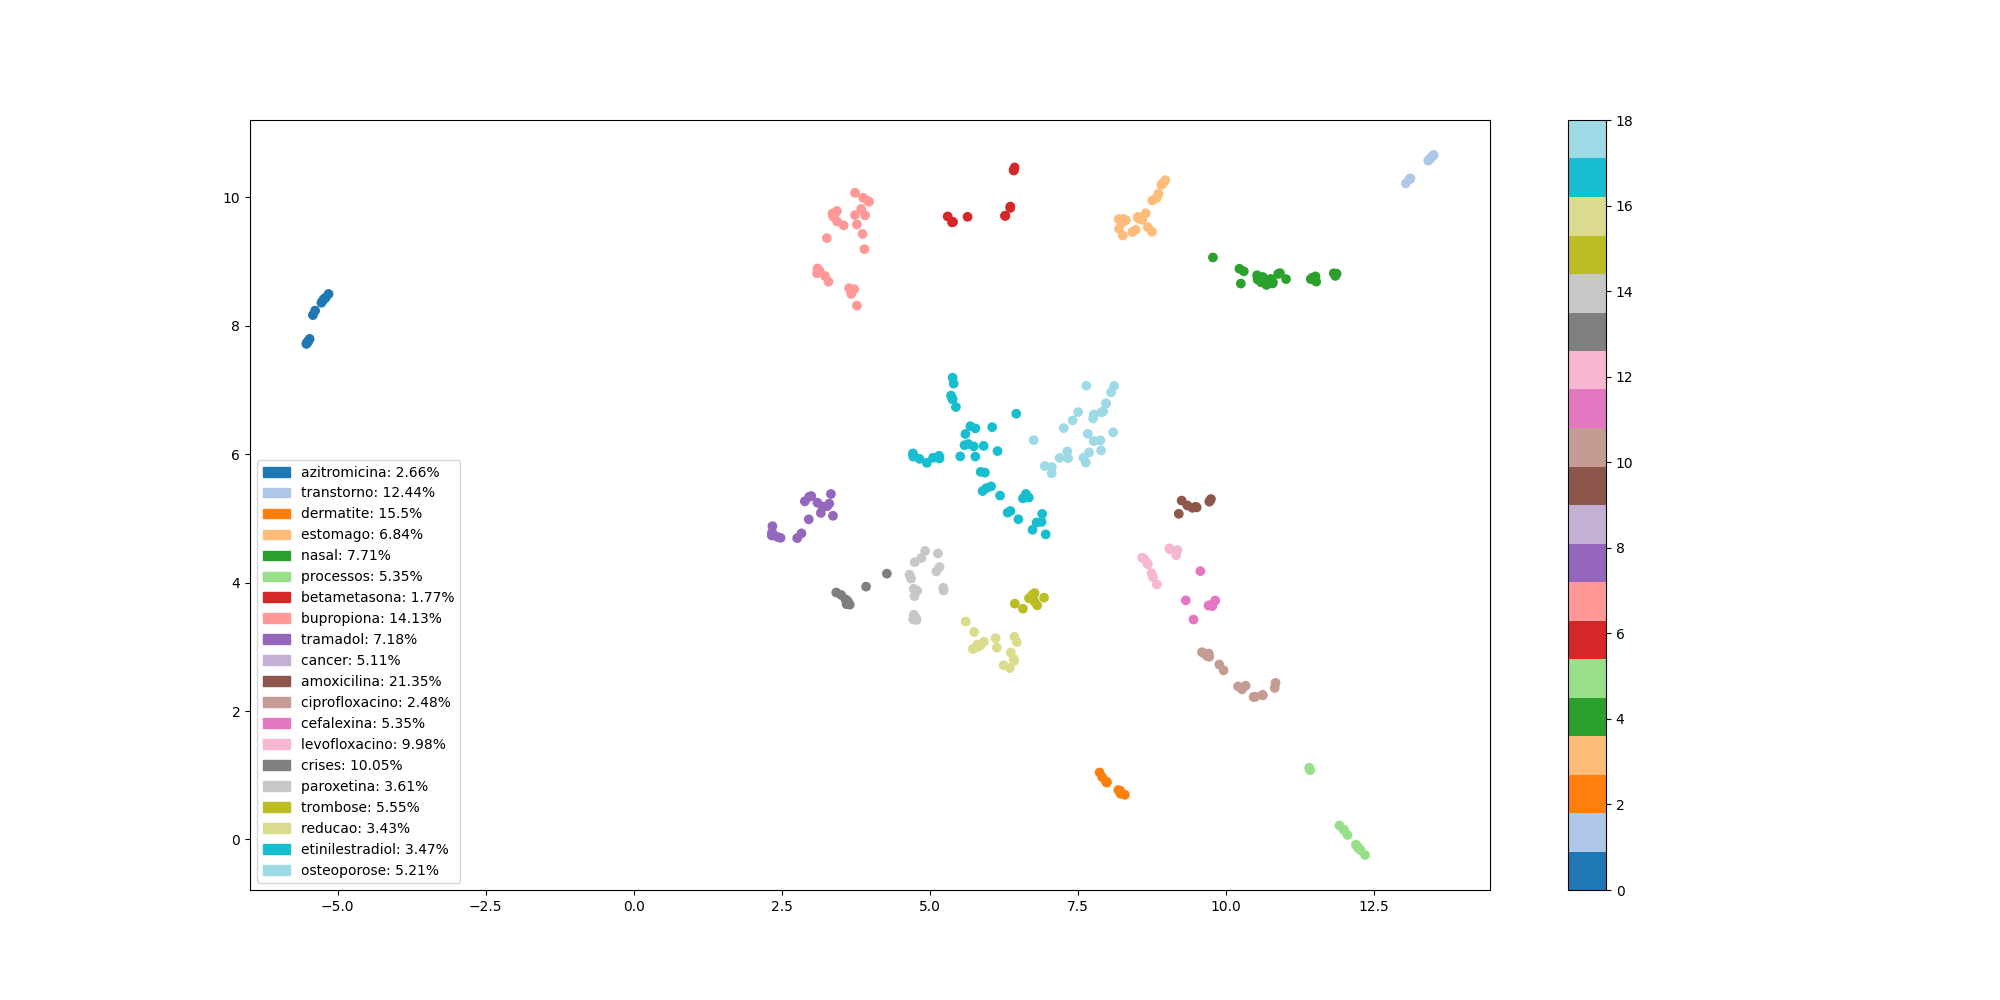 10
8
6
4
2
0
−5.0
−2.5
0.0
2.5
5.0
7.5
10.0
12.5
azitromicina: 2.66%
transtorno: 12.44%
dermatite: 15.5%
estomago: 6.84%
nasal: 7.71%
processos: 5.35%
betametasona: 1.77%
bupropiona: 14.13%
tramadol: 7.18%
cancer: 5.11%
amoxicilina: 21.35%
ciprofloxacino: 2.48%
cefalexina: 5.35%
levofloxacino: 9.98%
crises: 10.05%
paroxetina: 3.61%
trombose: 5.55%
reducao: 3.43%
etinilestradiol: 3.47%
osteoporose: 5.21%
18
16
14
12
10
8
6
4
2
0